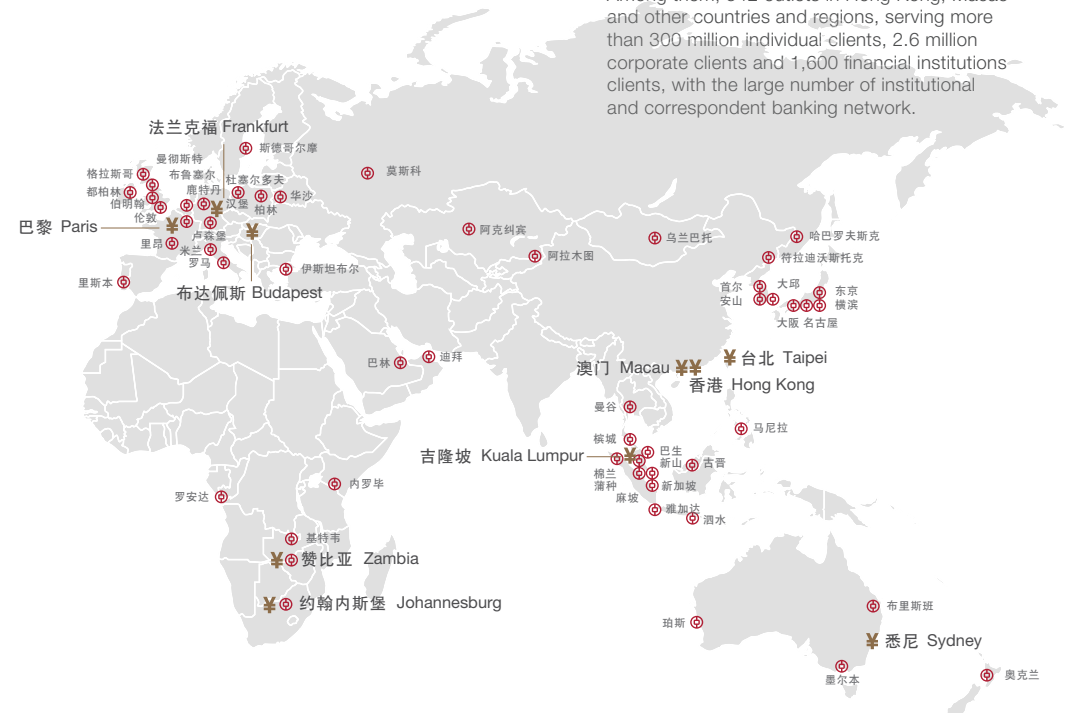 Among them, 642 outlets in Hong Kong, Macao
and other countries and regions, serving more
than 300 million individual clients, 2.6 million
corporate clients and 1,600 financial institutions
clients, with the large number of institutional
and correspondent banking network.
法兰克福 Frankfurt
斯德哥尔摩
曼彻斯特
格拉斯哥
布鲁塞尔
杜塞尔多夫
莫斯科
都柏林
鹿特丹
华沙
伯明翰
汉堡
柏林
伦敦
巴黎 Paris
卢森堡
里昂
米兰
罗马
里斯本
伊斯坦布尔
布达佩斯 Budapest
阿克纠宾
阿拉木图
乌兰巴托
哈巴罗夫斯克
符拉迪沃斯托克
首尔
大邱
安山
东京
横滨
大阪 名古屋
巴林
迪拜
台北 Taipei
澳门 Macau
香港 Hong Kong
曼谷
马尼拉
槟城
吉隆坡 Kuala Lumpur
巴生
新山
古晋
棉兰
蒲种
新加坡
麻坡
雅加达
泗水
罗安达
内罗毕
基特韦
赞比亚 Zambia
约翰内斯堡 Johannesburg
布里斯班
珀斯
悉尼 Sydney
墨尔本
奥克兰